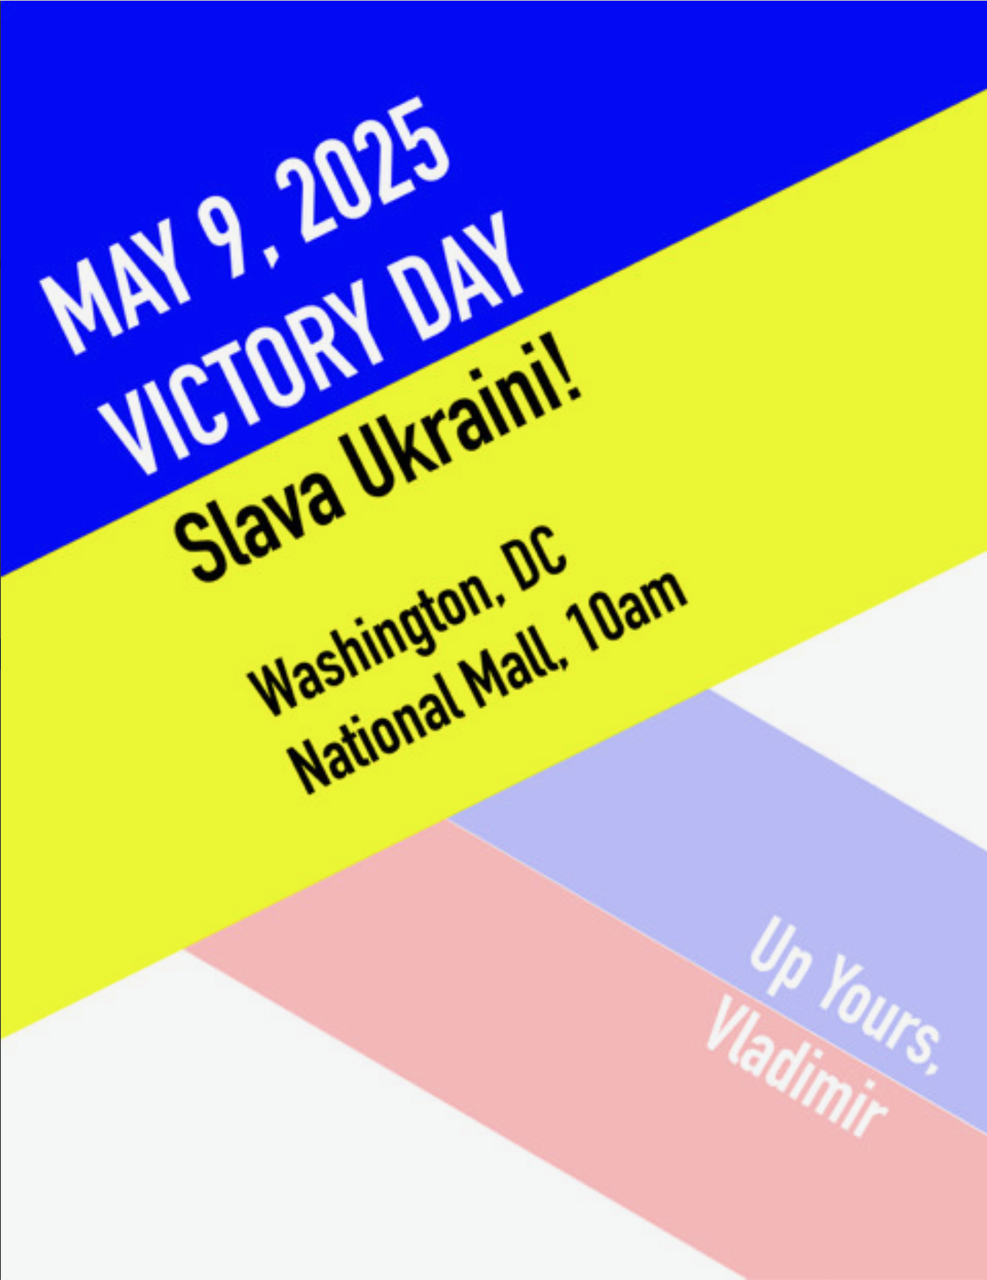 MAY 9, 2025
VICTORY DAY
Slava Ukraini!
Washington, DC
National Mall, 10am
Up Yours,
Vladimir